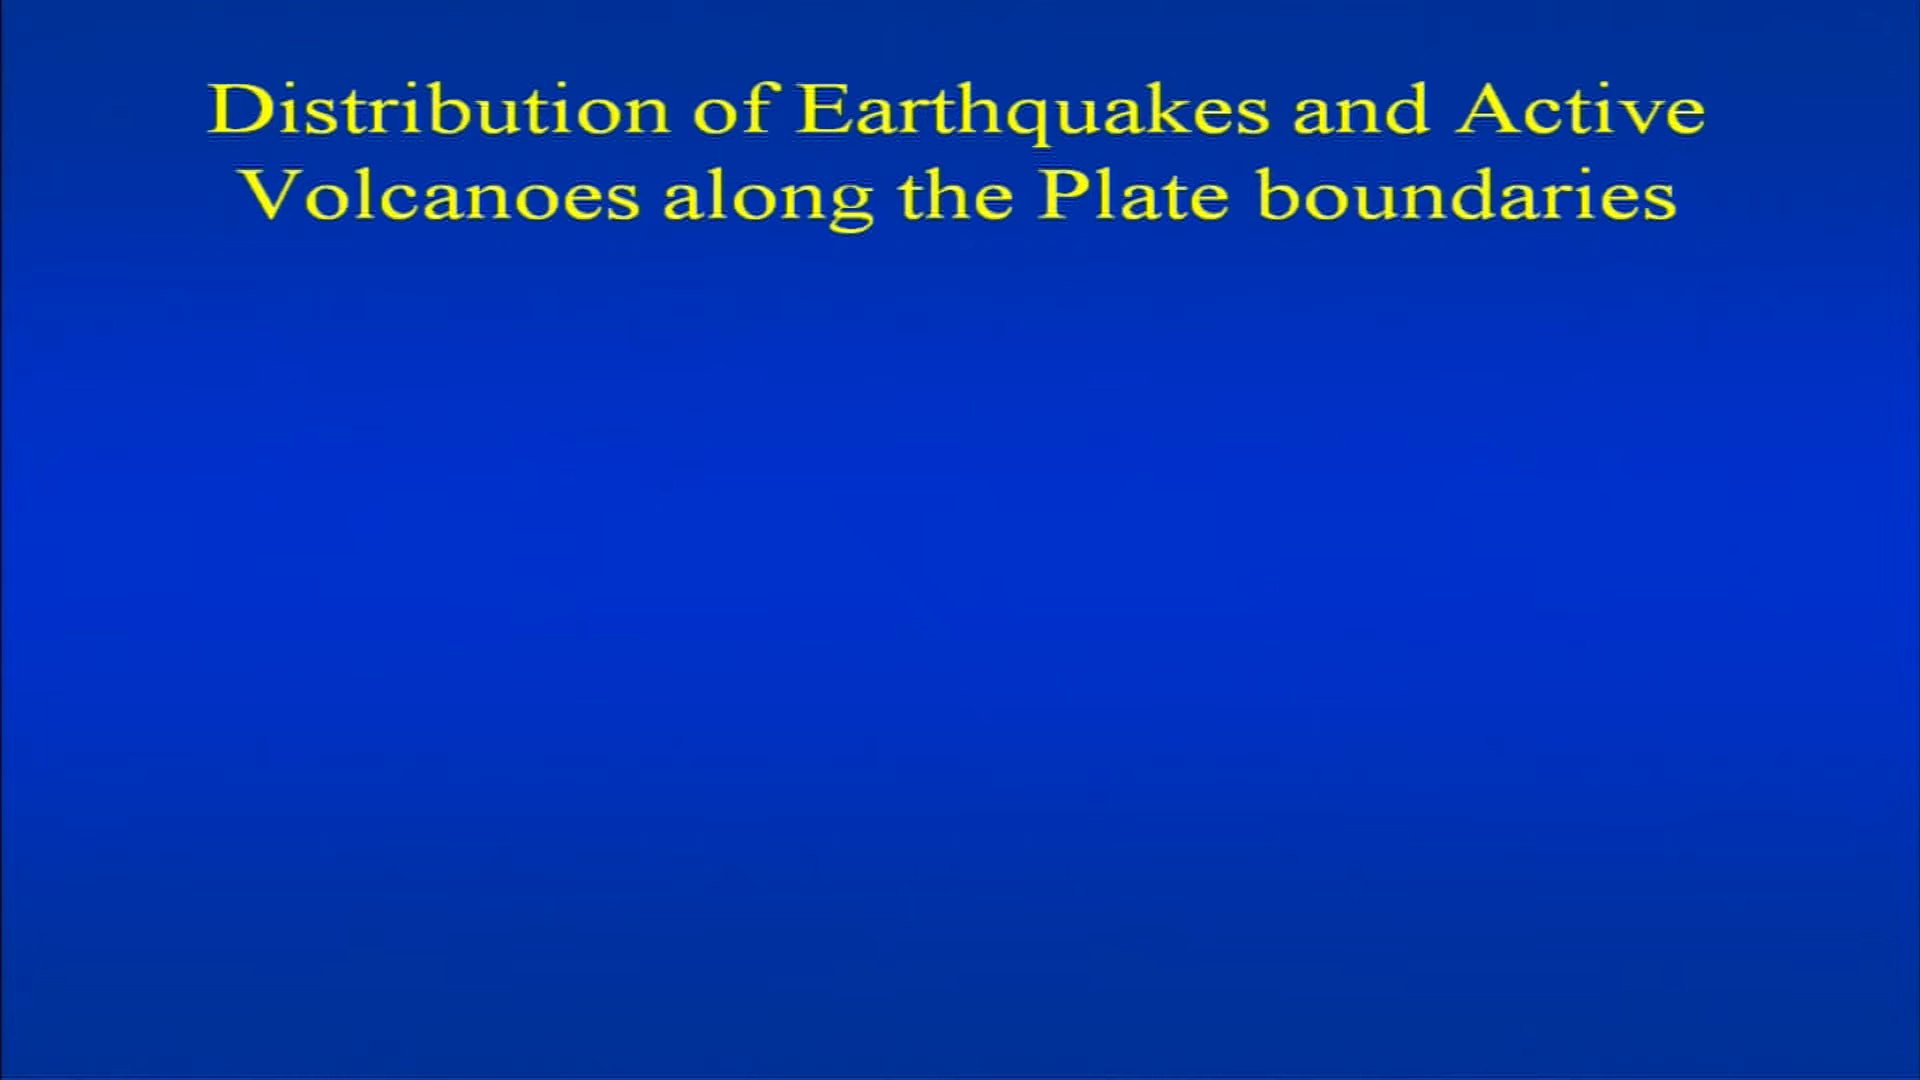 Distribution of Earthquakes and Active
Volcanoes along the Plate boundaries